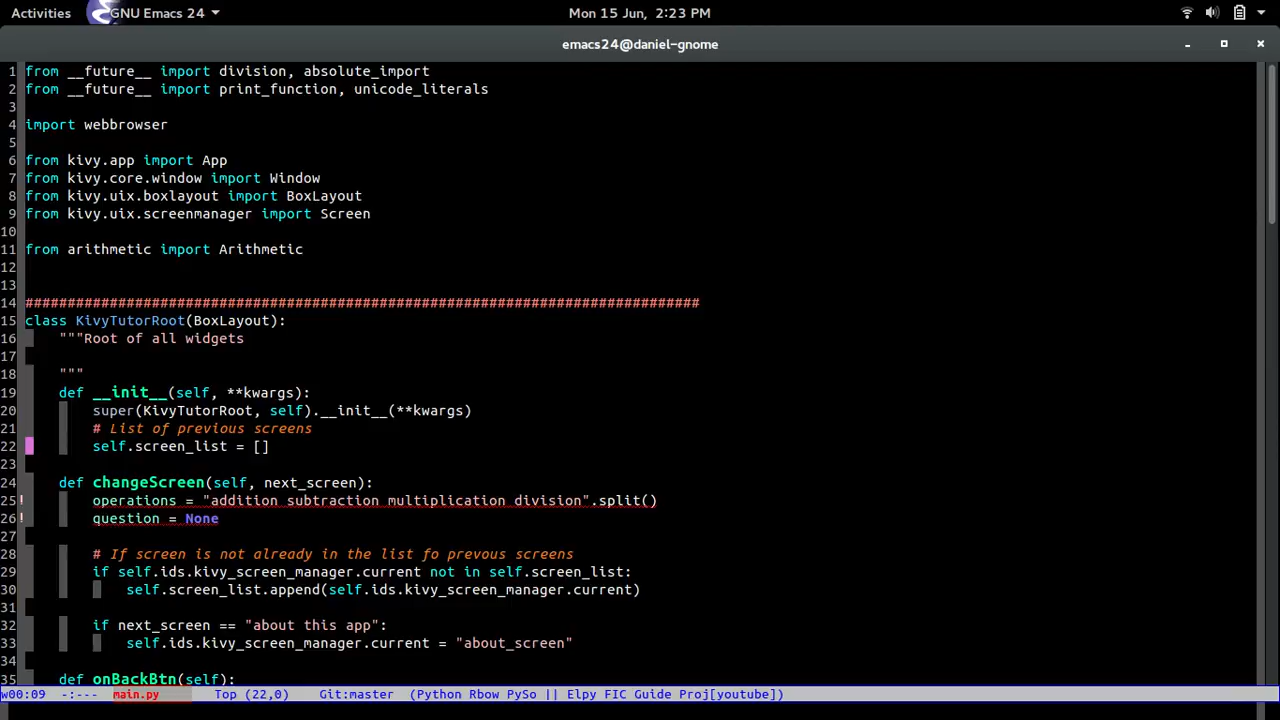 Activities GNU Emacs 24 Mon 15 Jun, 2:23 PM
emacs24@daniel-gnome
1 from __future__ import division, absolute_import
2 from __future__ import print_function, unicode_literals
3
4 import webbrowser
5
6 from kivy.app import App
7 from kivy.core.window import Window
8 from kivy.uix.boxlayout import BoxLayout
9 from kivy.uix.screenmanager import Screen
10
11 from arithmetic import Arithmetic
12
13
14 ################################################################################
15 class KivyTutorRoot(BoxLayout):
16     """Root of all widgets
17
18     """
19     def __init__(self, **kwargs):
20         super(KivyTutorRoot, self).__init__(**kwargs)
21         # List of previous screens
22         self.screen_list = []
23
24     def changeScreen(self, next_screen):
25!         operations = "addition subtraction multiplication division".split()
26!         question = None
27
28         # If screen is not already in the list fo prevous screens
29         if self.ids.kivy_screen_manager.current not in self.screen_list:
30             self.screen_list.append(self.ids.kivy_screen_manager.current)
31
32         if next_screen == "about this app":
33             self.ids.kivy_screen_manager.current = "about_screen"
34
35     def onBackBtn(self):
w00:09 -:--- main.py Top (22,0) Git:master (Python Rbow PySo || Elpy FIC Guide Proj[youtube])